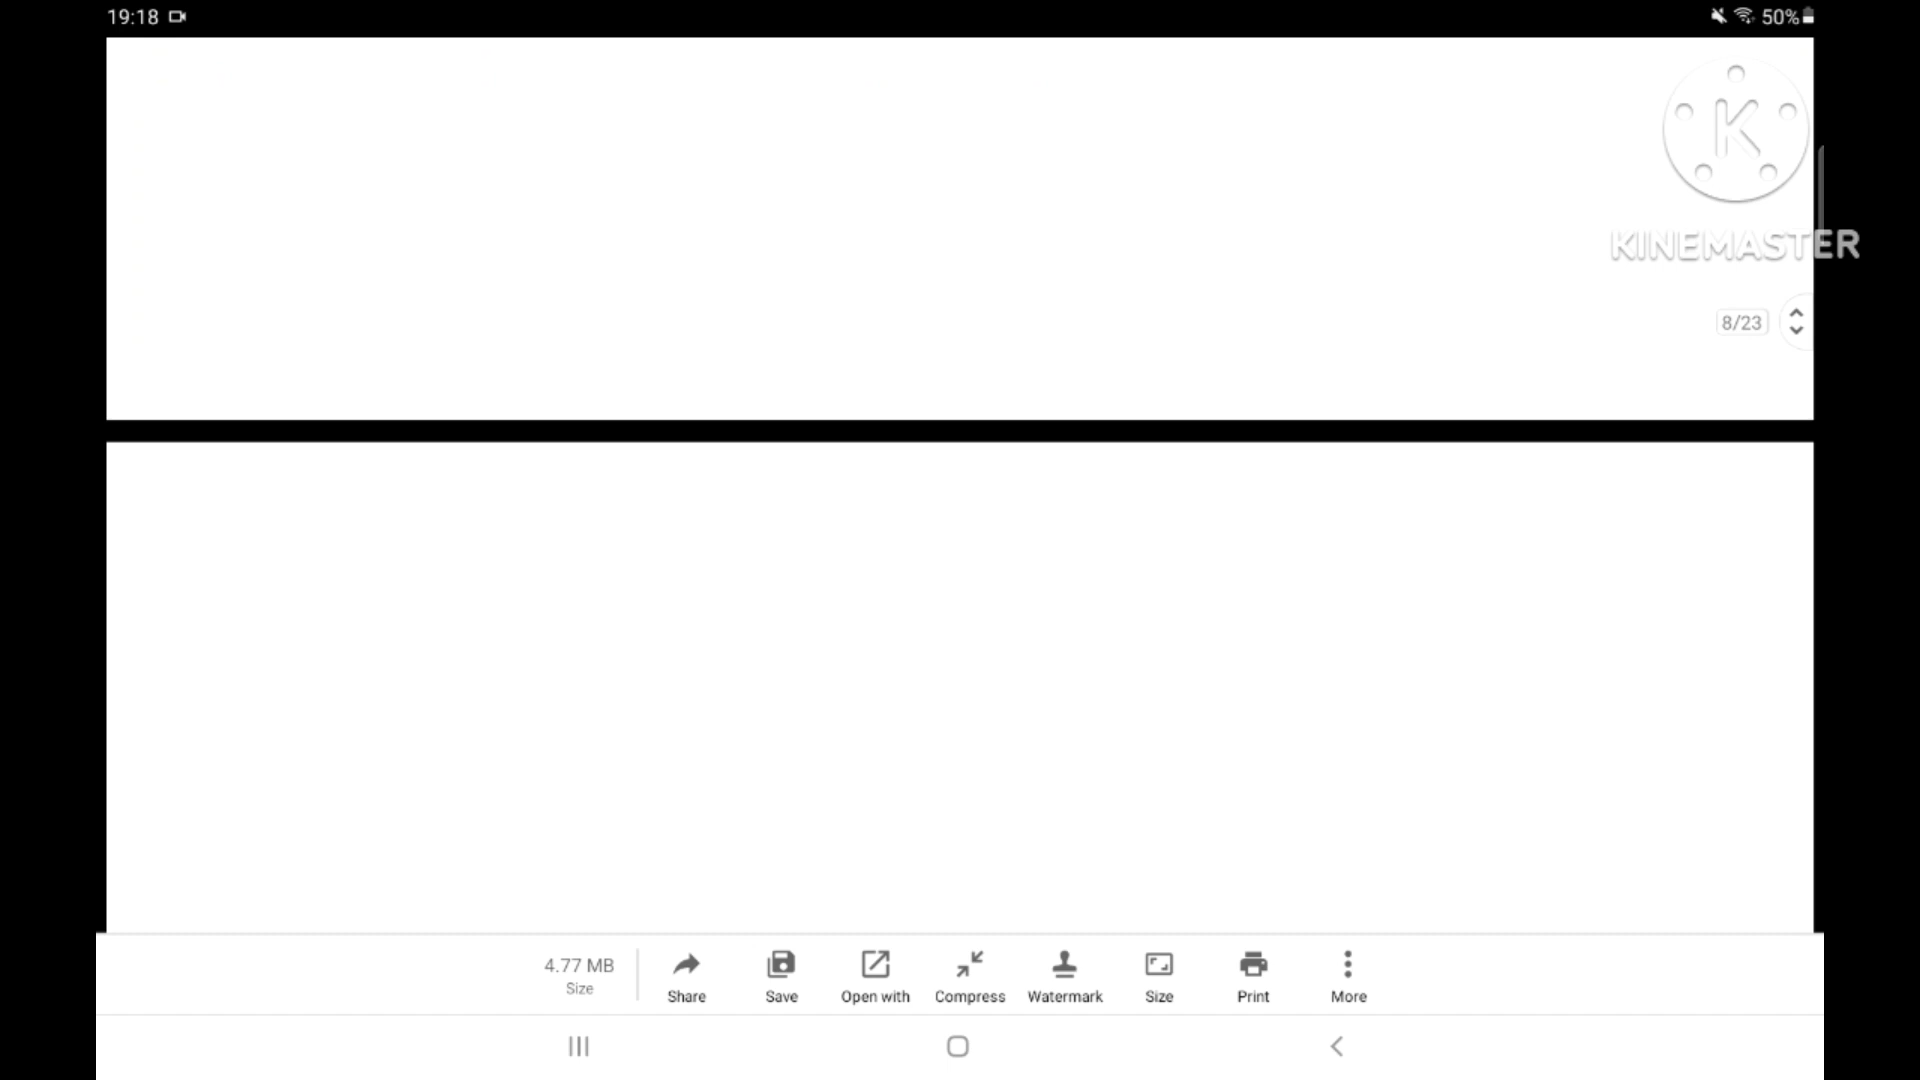 19:18
50%
K
KINEMASTER
8/23
4.77 MB
Size
Share
Save
Open with
Compress
Watermark
Size
Print
More